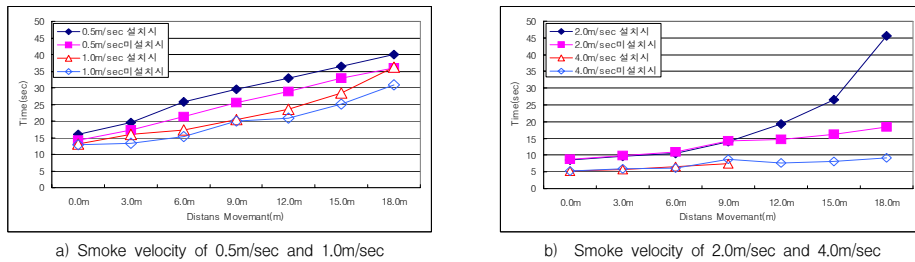 50
45
40
35
30
25
20
15
10
5
0
Time(sec)
0.5m/sec 설치시
0.5m/sec미설치시
1.0m/sec 설치시
1.0m/sec미설치시
0.0m 3.0m 6.0m 9.0m 12.0m 15.0m 18.0m
Distans Movemant(m)
a) Smoke velocity of 0.5m/sec and 1.0m/sec
50
45
40
35
30
25
20
15
10
5
0
Time(sec)
2.0m/sec 설치시
2.0m/sec미설치시
4.0m/sec 설치시
4.0m/sec미설치시
0.0m 3.0m 6.0m 9.0m 12.0m 15.0m 18.0m
Distans Movemant(m)
b) Smoke velocity of 2.0m/sec and 4.0m/sec